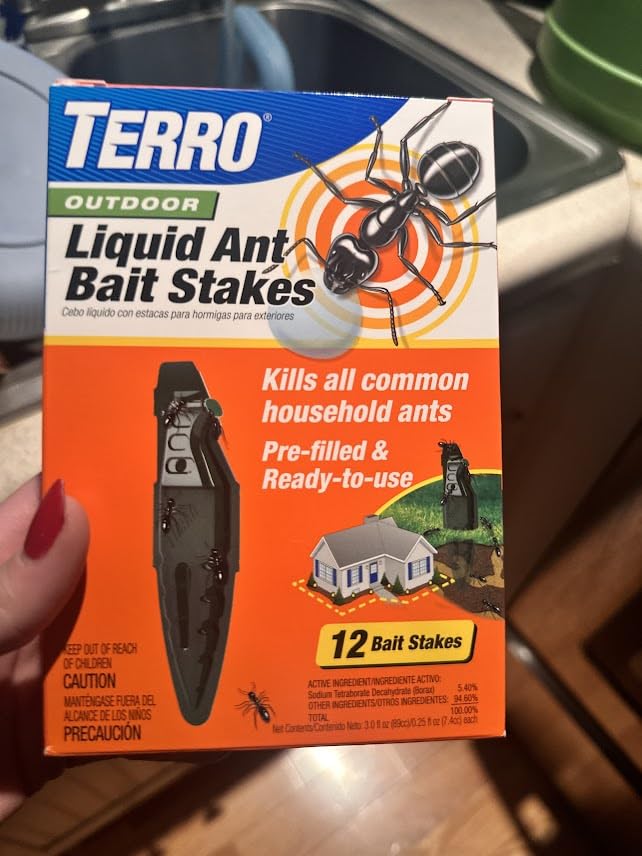 TERRO®
OUTDOOR
Liquid Ant
Bait Stakes
Cebo líquido con estacas para hormigas para exteriores
Kills all common
household ants
Pre-filled &
Ready-to-use
12 Bait Stakes
KEEP OUT OF REACH
OF CHILDREN
CAUTION
MANTÉNGASE FUERA DEL
ALCANCE DE LOS NIÑOS
PRECAUCIÓN
ACTIVE INGREDIENT/INGREDIENTE ACTIVO:
Sodium Tetraborate Decahydrate (Borax) 5.40%
OTHER INGREDIENTS/OTROS INGREDIENTES: 94.60%
TOTAL 100.00%
Net Contents/Contenido Neto: 3.0 fl oz (89cc)/0.25 fl oz (7.4cc) each